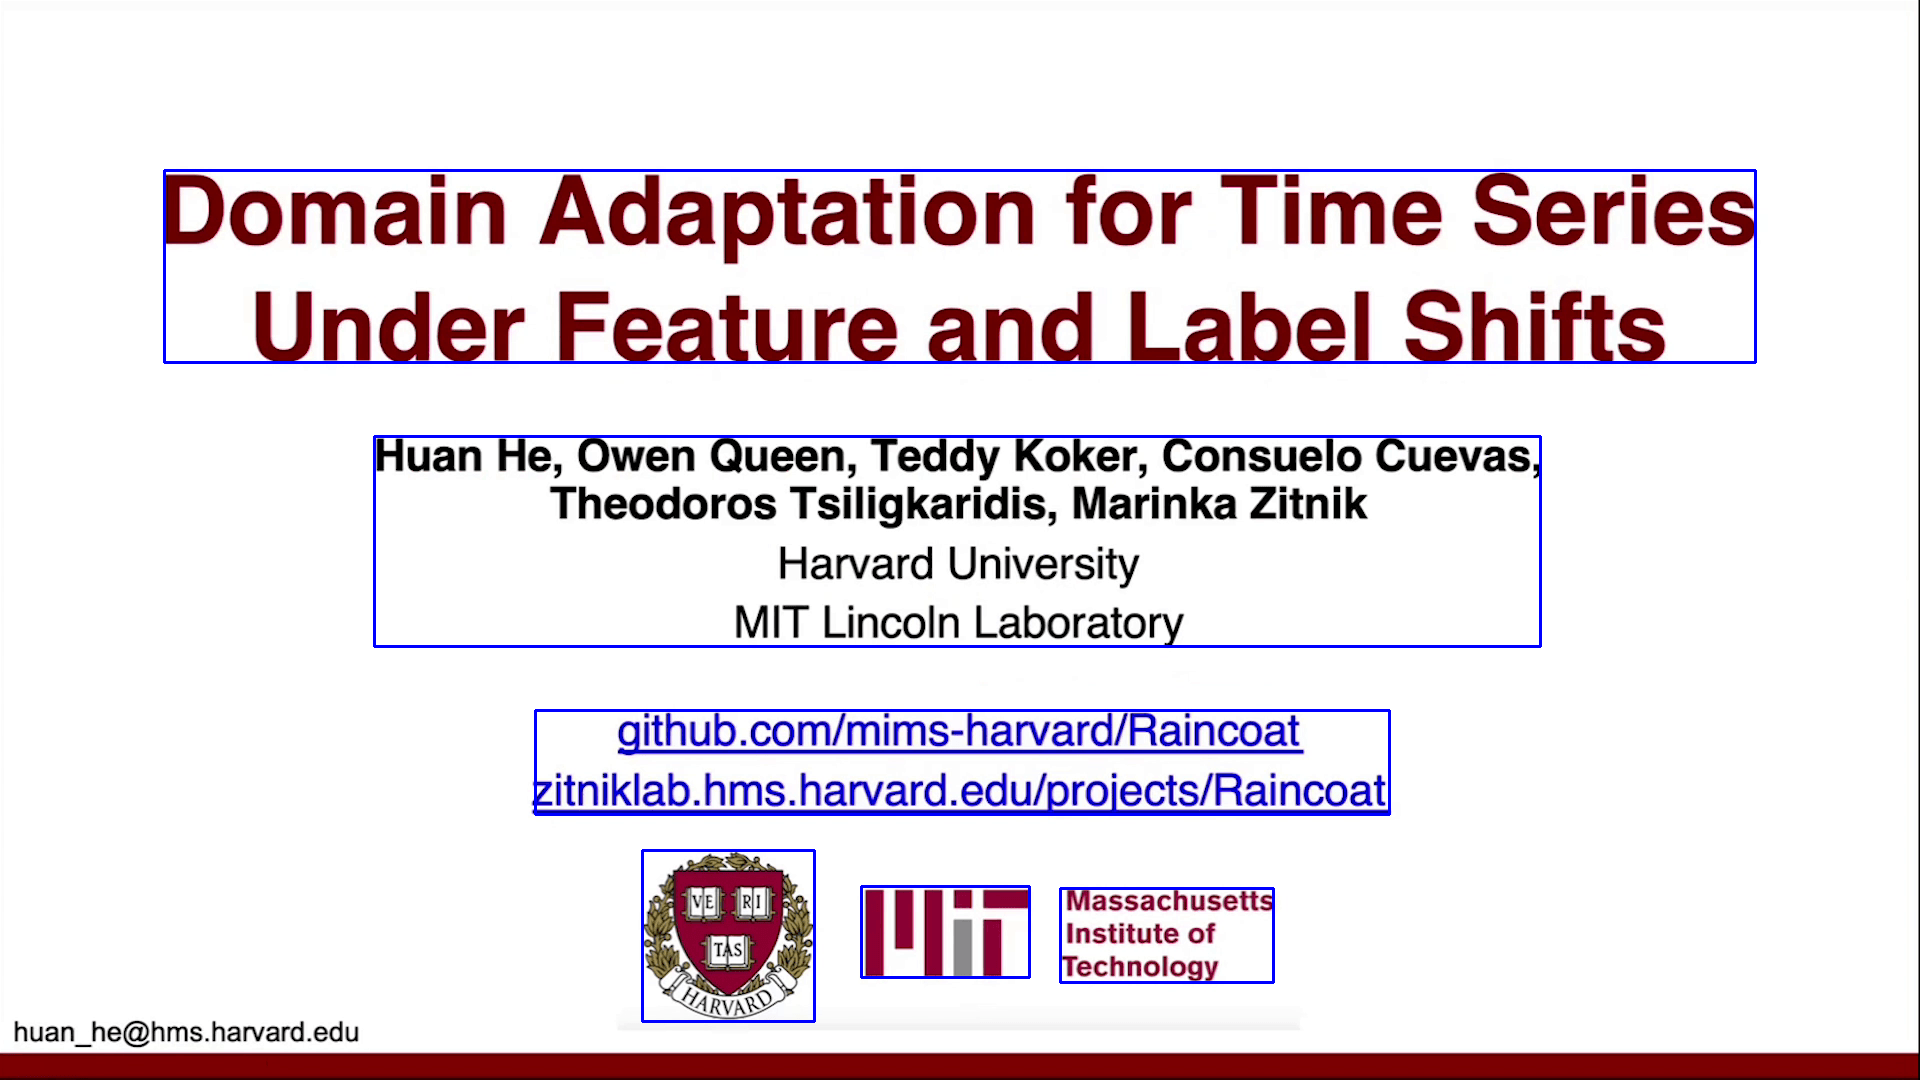 Domain Adaptation for Time Series
Under Feature and Label Shifts
Huan He, Owen Queen, Teddy Koker, Consuelo Cuevas,
Theodoros Tsiligkaridis, Marinka Zitnik
Harvard University
MIT Lincoln Laboratory
github.com/mims-harvard/Raincoat
zitniklab.hms.harvard.edu/projects/Raincoat
VE RI
TAS
HARVARD
MIT
Massachusetts
Institute of
Technology
huan_he@hms.harvard.edu